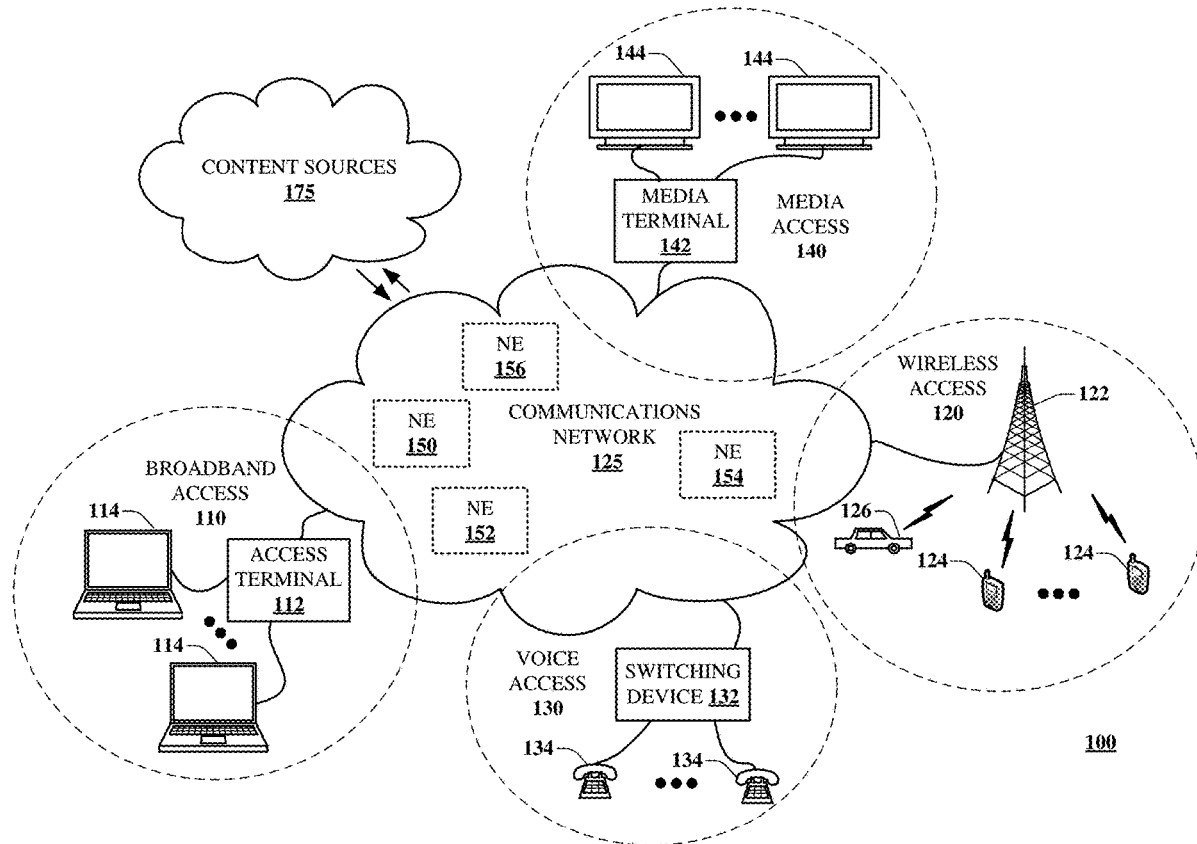 144
144
CONTENT SOURCES
175
MEDIA
TERMINAL
142
MEDIA
ACCESS
140
NE
156
WIRELESS
ACCESS
120
122
COMMUNICATIONS
NETWORK
125
NE
150
NE
154
BROADBAND
ACCESS
110
NE
152
126
114
ACCESS
TERMINAL
112
124
124
114
VOICE
ACCESS
130
SWITCHING
DEVICE 132
134
134
100